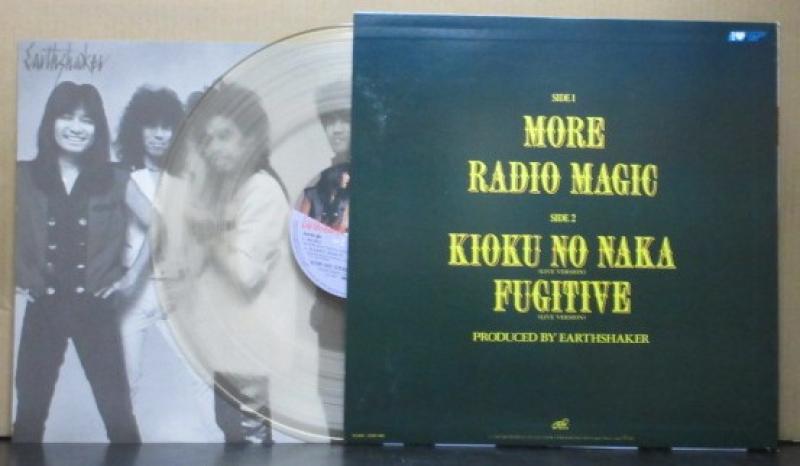 Earthshaker
SIDE 1
MORE
RADIO MAGIC
SIDE 2
KIOKU NO NAKA
(LIVE VERSION)
FUGITIVE
(LIVE VERSION)
PRODUCED BY EARTHSHAKER